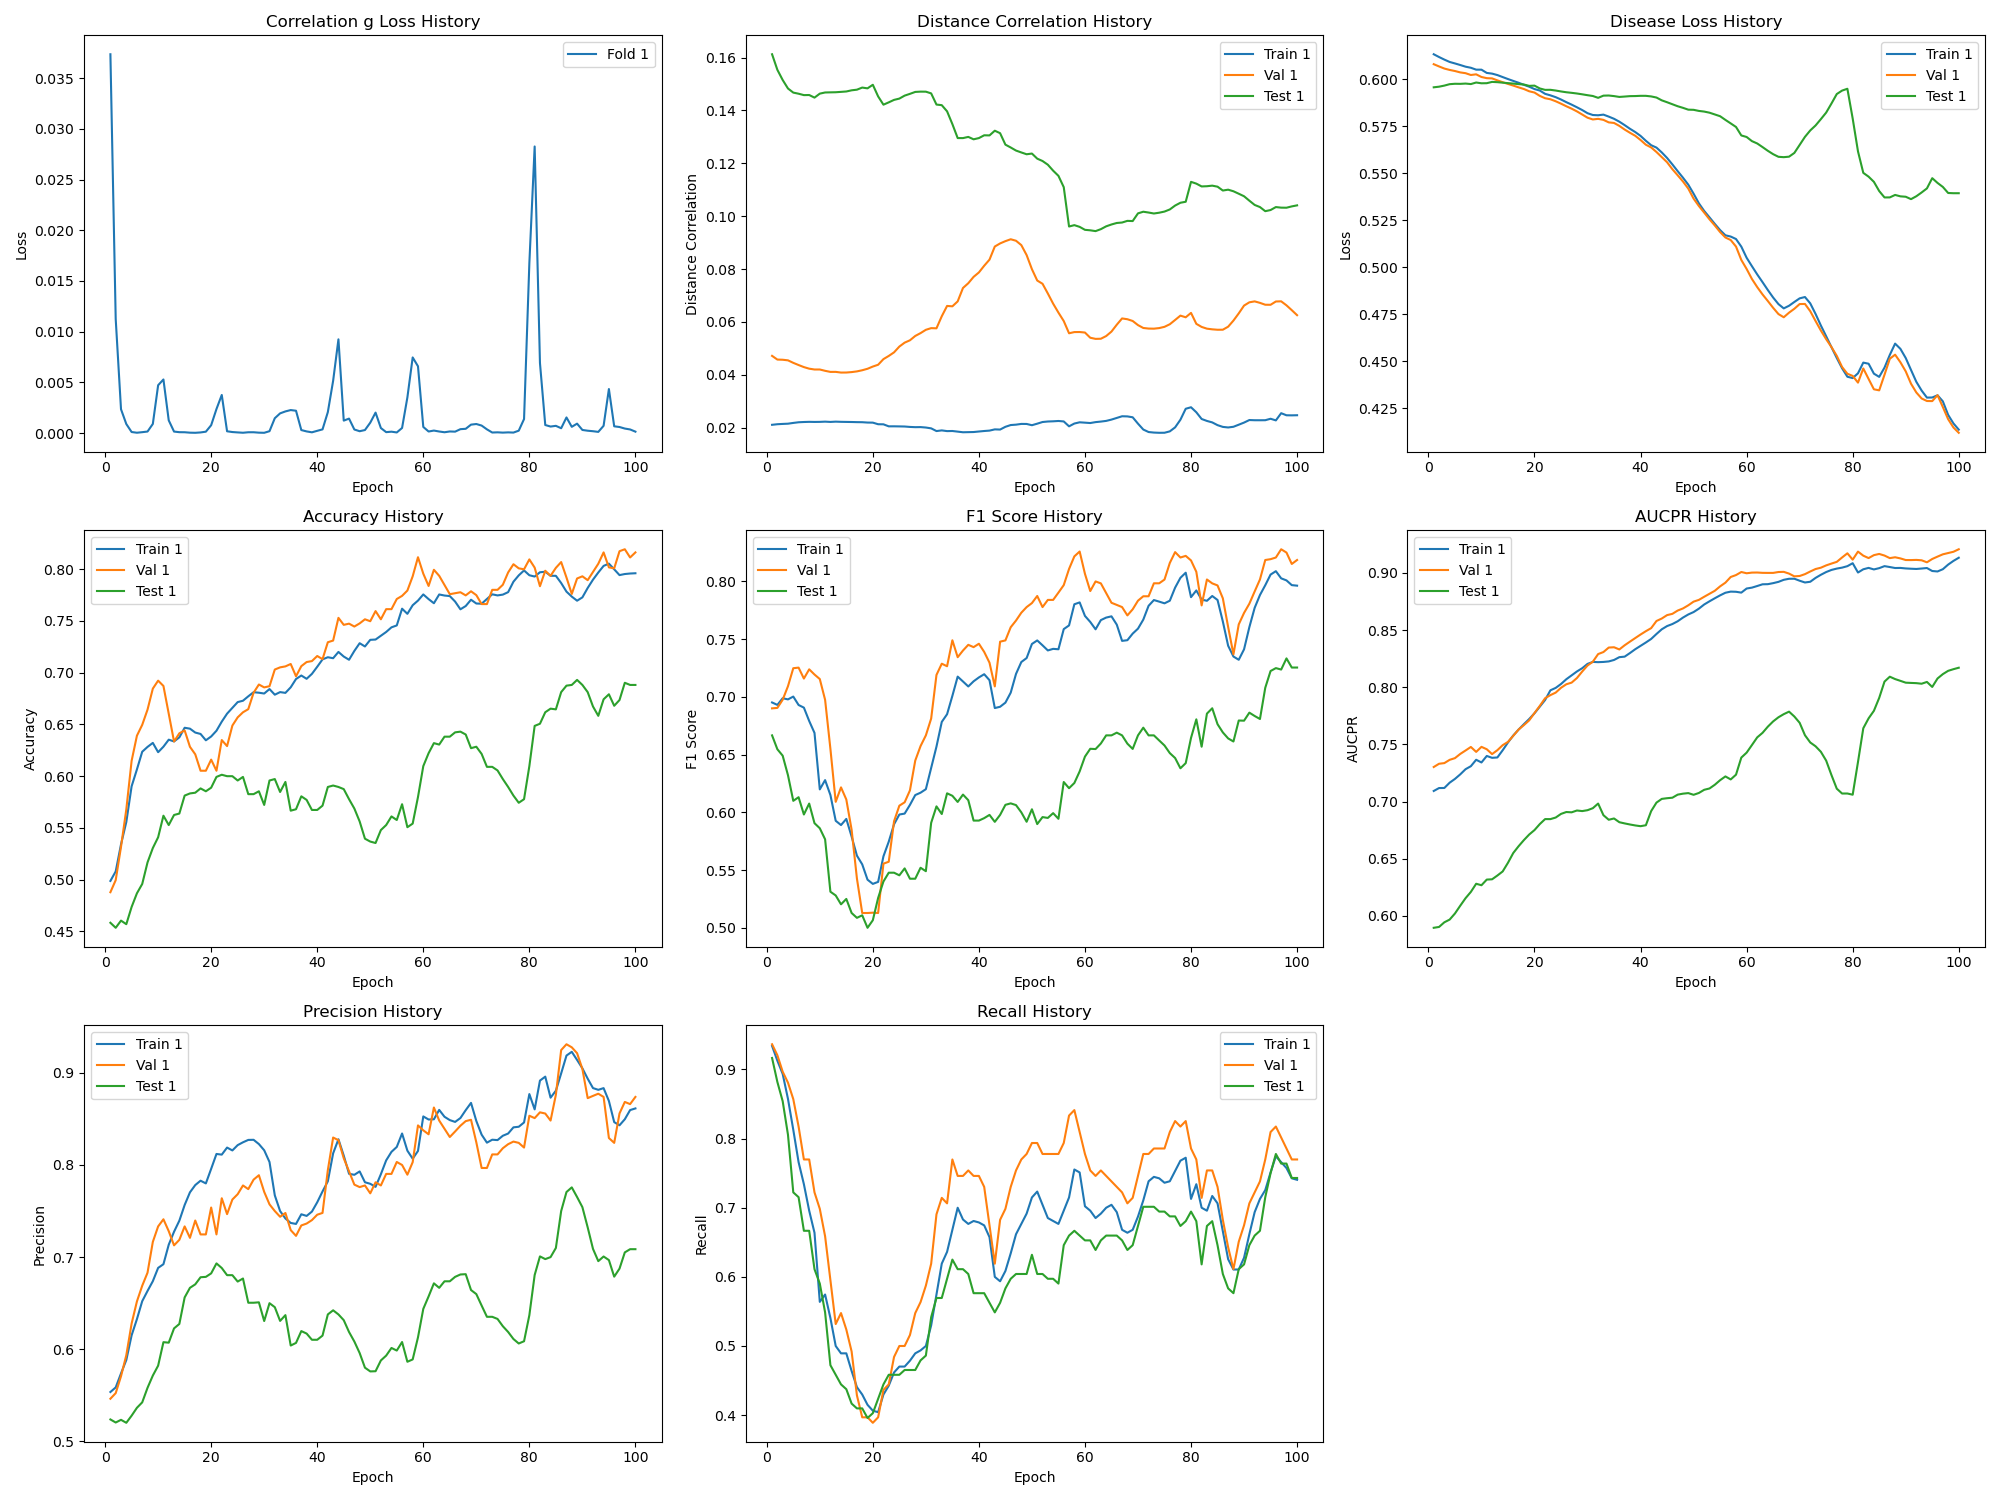 Correlation g Loss History
Fold 1
Loss
0.035
0.030
0.025
0.020
0.015
0.010
0.005
0.000
0 20 40 60 80 100
Epoch
Distance Correlation History
Train 1
Val 1
Test 1
Distance Correlation
0.16
0.14
0.12
0.10
0.08
0.06
0.04
0.02
0 20 40 60 80 100
Epoch
Disease Loss History
Train 1
Val 1
Test 1
Loss
0.600
0.575
0.550
0.525
0.500
0.475
0.450
0.425
0 20 40 60 80 100
Epoch
Accuracy History
Train 1
Val 1
Test 1
Accuracy
0.80
0.75
0.70
0.65
0.60
0.55
0.50
0.45
0 20 40 60 80 100
Epoch
F1 Score History
Train 1
Val 1
Test 1
F1 Score
0.80
0.75
0.70
0.65
0.60
0.55
0.50
0 20 40 60 80 100
Epoch
AUCPR History
Train 1
Val 1
Test 1
AUCPR
0.90
0.85
0.80
0.75
0.70
0.65
0.60
0 20 40 60 80 100
Epoch
Precision History
Train 1
Val 1
Test 1
Precision
0.9
0.8
0.7
0.6
0.5
0 20 40 60 80 100
Epoch
Recall History
Train 1
Val 1
Test 1
Recall
0.9
0.8
0.7
0.6
0.5
0.4
0 20 40 60 80 100
Epoch